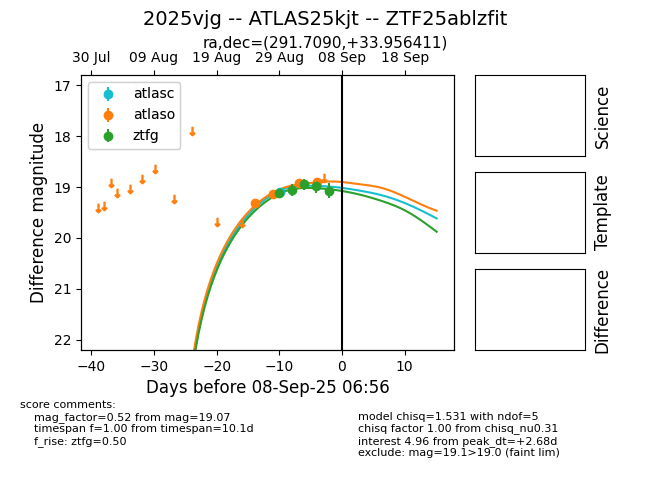 2025vjg -- ATLAS25kjt -- ZTF25ablzfit
ra,dec=(291.7090,+33.956411)
30 Jul 09 Aug 19 Aug 29 Aug 08 Sep 18 Sep
atlasc
atlaso
ztfg
17
18
19
20
21
22
Difference magnitude
−40 −30 −20 −10 0 10
Days before 08-Sep-25 06:56
Science
Template
Difference
score comments:
mag_factor=0.52 from mag=19.07
timespan f=1.00 from timespan=10.1d
f_rise: ztfg=0.50
model chisq=1.531 with ndof=5
chisq factor 1.00 from chisq_nu0.31
interest 4.96 from peak_dt=+2.68d
exclude: mag=19.1>19.0 (faint lim)